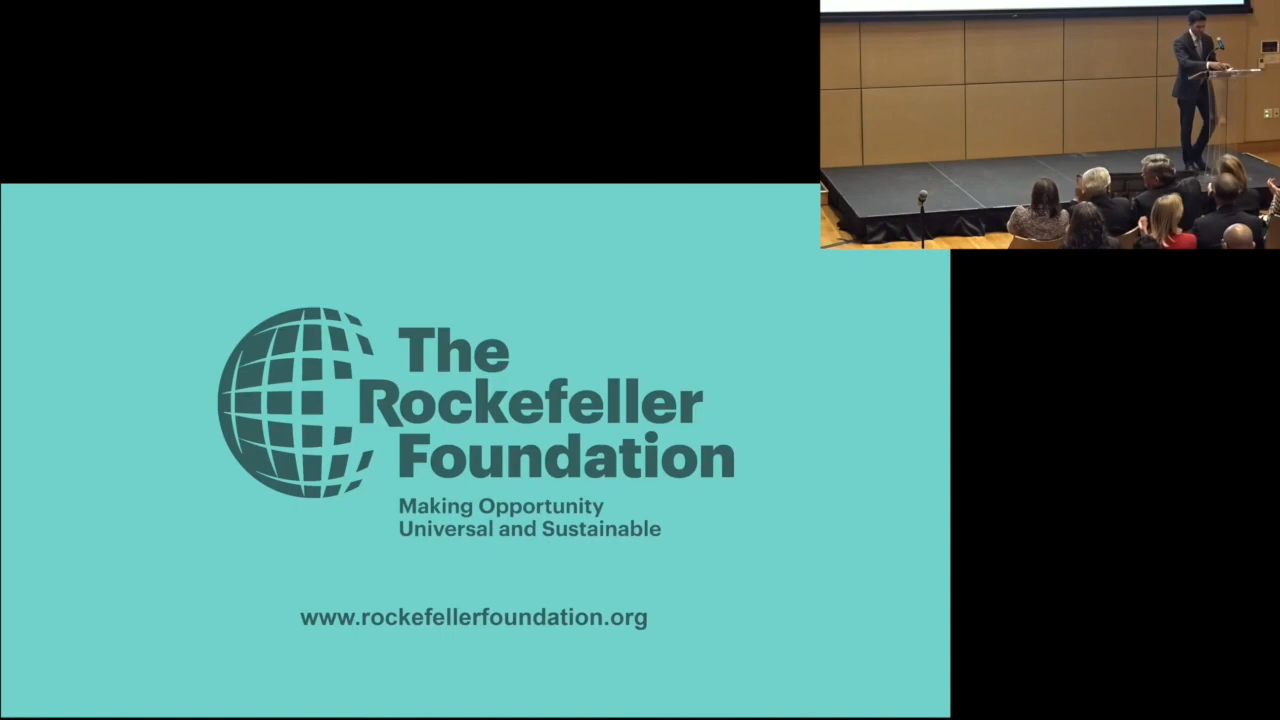 The
Rockefeller
Foundation
Making Opportunity
Universal and Sustainable
www.rockefellerfoundation.org